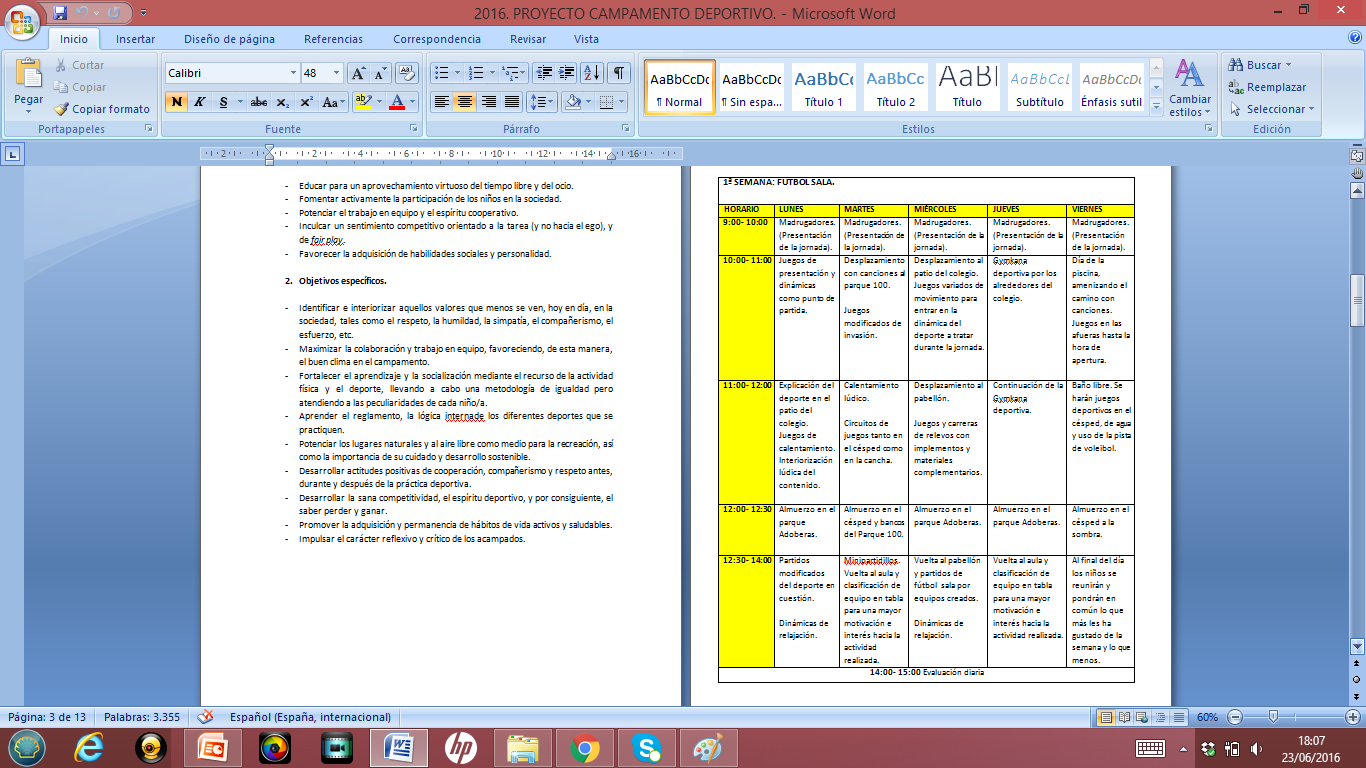 2016. PROYECTO CAMPAMENTO DEPORTIVO. - Microsoft Word
Inicio Insertar Diseño de página Referencias Correspondencia Revisar Vista
Pegar
Cortar
Copiar
Copiar formato
Portapapeles
Calibri 48
N K S abc x₂ x² Aa
Fuente
Párrafo
AaBbCcDc AaBbCcDc AaBbCc AaBbCc AaBl AaBbCcL AaBbCcDı
¶ Normal ¶ Sin espa... Título 1 Título 2 Título Subtítulo Énfasis sutil
Cambiar
estilos
Estilos
Buscar
Reemplazar
Seleccionar
Edición
2 2 4 6 8 10 12 14 16
- Educar para un aprovechamiento virtuoso del tiempo libre y del ocio.
- Fomentar activamente la participación de los niños en la sociedad.
- Potenciar el trabajo en equipo y el espíritu cooperativo.
- Inculcar un sentimiento competitivo orientado a la tarea (y no hacia el ego), y
de fair play.
- Favorecer la adquisición de habilidades sociales y personalidad.
2. Objetivos específicos.
- Identificar e interiorizar aquellos valores que menos se ven, hoy en día, en la
sociedad, tales como el respeto, la humildad, la simpatía, el compañerismo, el
esfuerzo, etc.
- Maximizar la colaboración y trabajo en equipo, favoreciendo, de esta manera,
el buen clima en el campamento.
- Fortalecer el aprendizaje y la socialización mediante el recurso de la actividad
física y el deporte, llevando a cabo una metodología de igualdad pero
atendiendo a las peculiaridades de cada niño/a.
- Aprender el reglamento, la lógica internade los diferentes deportes que se
practiquen.
- Potenciar los lugares naturales y al aire libre como medio para la recreación, así
como la importancia de su cuidado y desarrollo sostenible.
- Desarrollar actitudes positivas de cooperación, compañerismo y respeto antes,
durante y después de la práctica deportiva.
- Desarrollar la sana competitividad, el espíritu deportivo, y por consiguiente, el
saber perder y ganar.
- Promover la adquisición y permanencia de hábitos de vida activos y saludables.
- Impulsar el carácter reflexivo y crítico de los acampados.
1ª SEMANA: FUTBOL SALA.
HORARIO LUNES MARTES MIÉRCOLES JUEVES VIERNES
9:00- 10:00
Madrugadores.
(Presentación
de la jornada).
Madrugadores.
(Presentación de
la jornada).
Madrugadores.
(Presentación de la
jornada).
Madrugadores.
(Presentación de la
jornada).
Madrugadores.
(Presentación
de la jornada).
10:00- 11:00
Juegos de
presentación y
dinámicas
como punto de
partida.
Desplazamiento
con canciones al
parque 100.
Juegos
modificados de
invasión.
Desplazamiento al
patio del colegio.
Juegos variados de
movimiento para
entrar en la
dinámica del
deporte a tratar
durante la jornada.
Gymkana
deportiva por los
alrededores del
colegio.
Día de la
piscina,
amenizando el
camino con
canciones.
Juegos en las
afueras hasta la
hora de
apertura.
11:00- 12:00
Explicación del
deporte en el
patio del
colegio.
Juegos de
calentamiento.
Interiorización
lúdica del
contenido.
Calentamiento
lúdico.
Circuitos de
juegos tanto en
el césped como
en la cancha.
Desplazamiento al
pabellón.
Juegos y carreras
de relevos con
implementos y
materiales
complementarios.
Continuación de la
Gymkana
deportiva.
Baño libre. Se
harán juegos
deportivos en el
césped, de agua
y uso de la pista
de voleibol.
12:00- 12:30
Almuerzo en el
parque
Adoberas.
Almuerzo en el
césped y bancos
del Parque 100.
Almuerzo en el
parque Adoberas.
Almuerzo en el
parque Adoberas.
Almuerzo en el
césped a la
sombra.
12:30- 14:00
Partidos
modificados
del deporte en
cuestión.
Dinámicas de
relajación.
Minipartidillos.
Vuelta al aula y
clasificación de
equipo en tabla
para una mayor
motivación e
interés hacia la
actividad
realizada.
Vuelta al pabellón
y partidos de
fútbol sala por
equipos creados.
Dinámicas de
relajación.
Vuelta al aula y
clasificación de
equipo en tabla
para una mayor
motivación e
interés hacia la
actividad realizada.
Al final del día
los niños se
reunirán y
pondrán en
común lo que
más les ha
gustado de la
semana y lo que
menos.
14:00- 15:00 Evaluación diaria
Página: 3 de 13 Palabras: 3.355 Español (España, internacional) 60%
18:07
23/06/2016